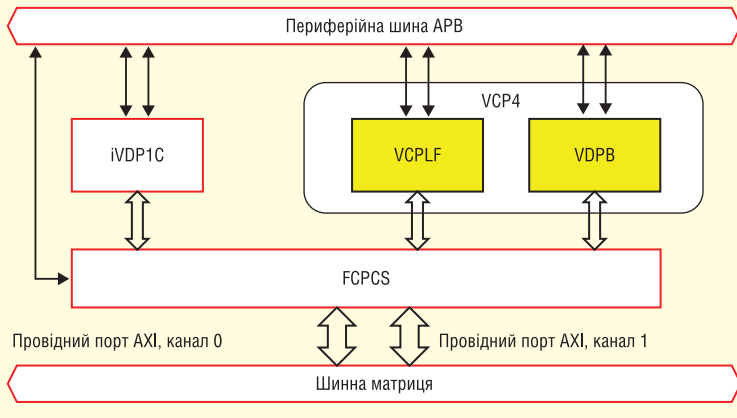 Периферійна шина APB
VCP4
iVDP1C
VCPLF
VDPB
FCPCS
Провідний порт AXI, канал 0
Провідний порт AXI, канал 1
Шинна матриця